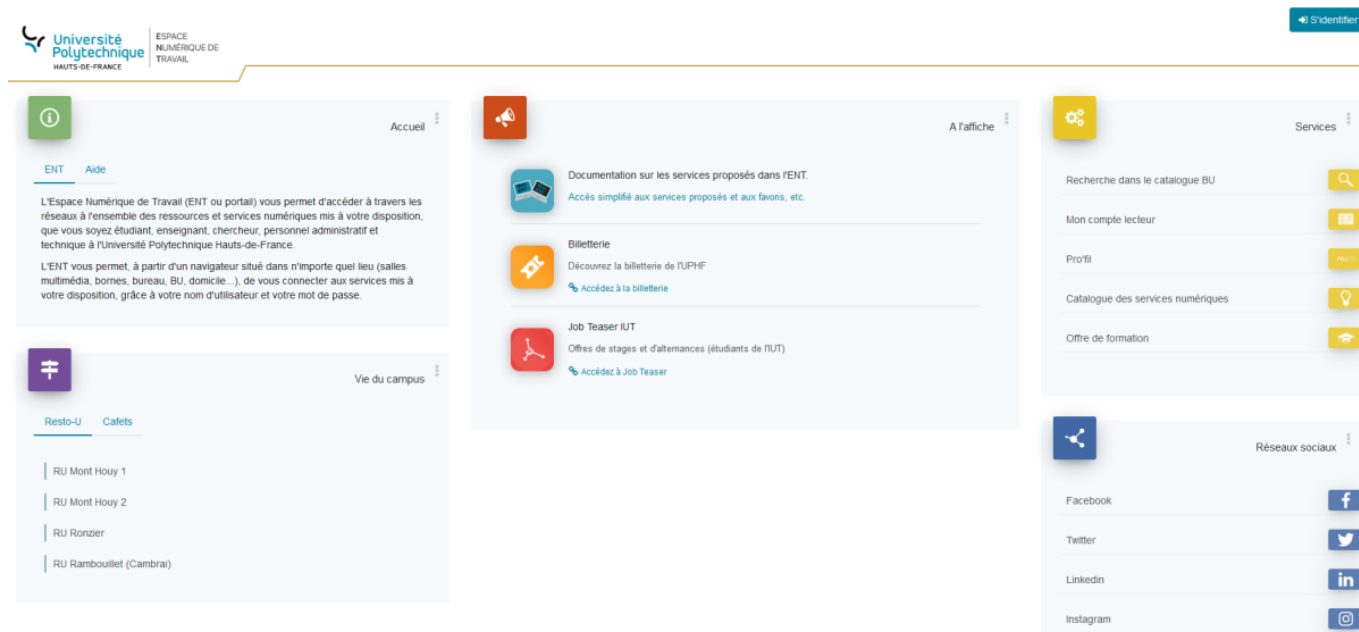 S'identifier
Université
Polytechnique
HAUTS-DE-FRANCE
ESPACE
NUMÉRIQUE DE
TRAVAIL
Accueil
ENT Aide
L'Espace Numérique de Travail (ENT ou portail) vous permet d'accéder à travers les
réseaux à l'ensemble des ressources et services numériques mis à votre disposition,
que vous soyez étudiant, enseignant, chercheur, personnel administratif et
technique à l'Université Polytechnique Hauts-de-France.
L'ENT vous permet, à partir d'un navigateur situé dans n'importe quel lieu (salles
multimédia, bornes, bureau, BU, domicile...), de vous connecter aux services mis à
votre disposition, grâce à votre nom d'utilisateur et votre mot de passe.
Vie du campus
Resto-U Cafets
RU Mont Houy 1
RU Mont Houy 2
RU Ronzier
RU Rambouillet (Cambrai)
A l'affiche
Documentation sur les services proposés dans l'ENT.
Accès simplifié aux services proposés et aux favoris, etc.
Billetterie
Découvrez la billetterie de l'UPHF
Accédez à la billetterie
Job Teaser IUT
Offres de stages et d'alternances (étudiants de l'IUT)
Accédez à Job Teaser
Services
Recherche dans le catalogue BU
Mon compte lecteur
Pro'fil
Catalogue des services numériques
Offre de formation
Réseaux sociaux
Facebook
Twitter
Linkedin
Instagram